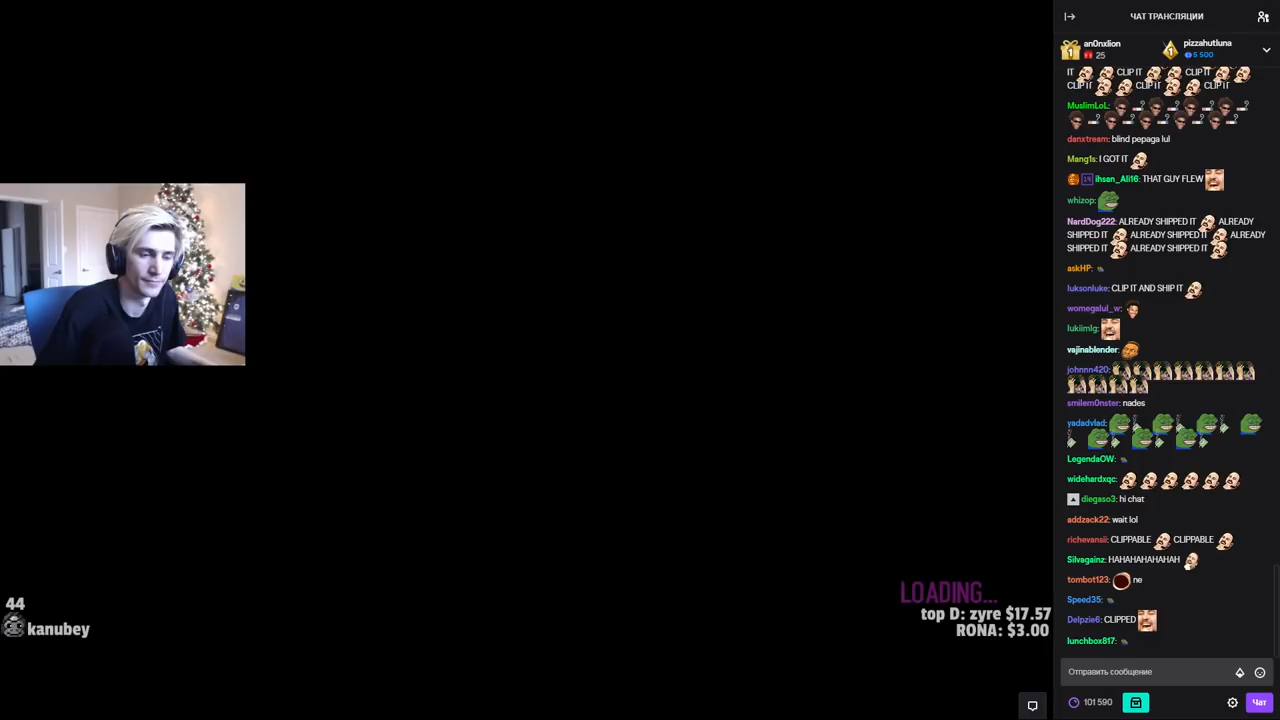 ЧАТ ТРАНСЛЯЦИИ
an0nxlion
25
pizzahutluna
5 500
IT CLIP IT CLIP IT
CLIP IT CLIP IT CLIP IT
MuslimLoL:
danxtream: blind pepaga lul
Mang1s: I GOT IT
ihsan_Ali16: THAT GUY FLEW
whizop:
NardDog222: ALREADY SHIPPED IT ALREADY
SHIPPED IT ALREADY SHIPPED IT ALREADY
SHIPPED IT ALREADY SHIPPED IT
askHP:
luksonluke: CLIP IT AND SHIP IT
womegalul_w:
lukiimlg:
vajinablender:
johnnn420:
smilem0nster: nades
yadadvlad:
LegendaOW:
widehardxqc:
diegaso3: hi chat
addzack22: wait lol
richevansii: CLIPPABLE CLIPPABLE
Silvagainz: HAHAHAHAHAHAH
tombot123: ne
Speed35:
Delpzie6: CLIPPED
lunchbox817:
Отправить сообщение
101 590
Чат
44
kanubey
LOADING...
top D: zyre $17.57
RONA: $3.00